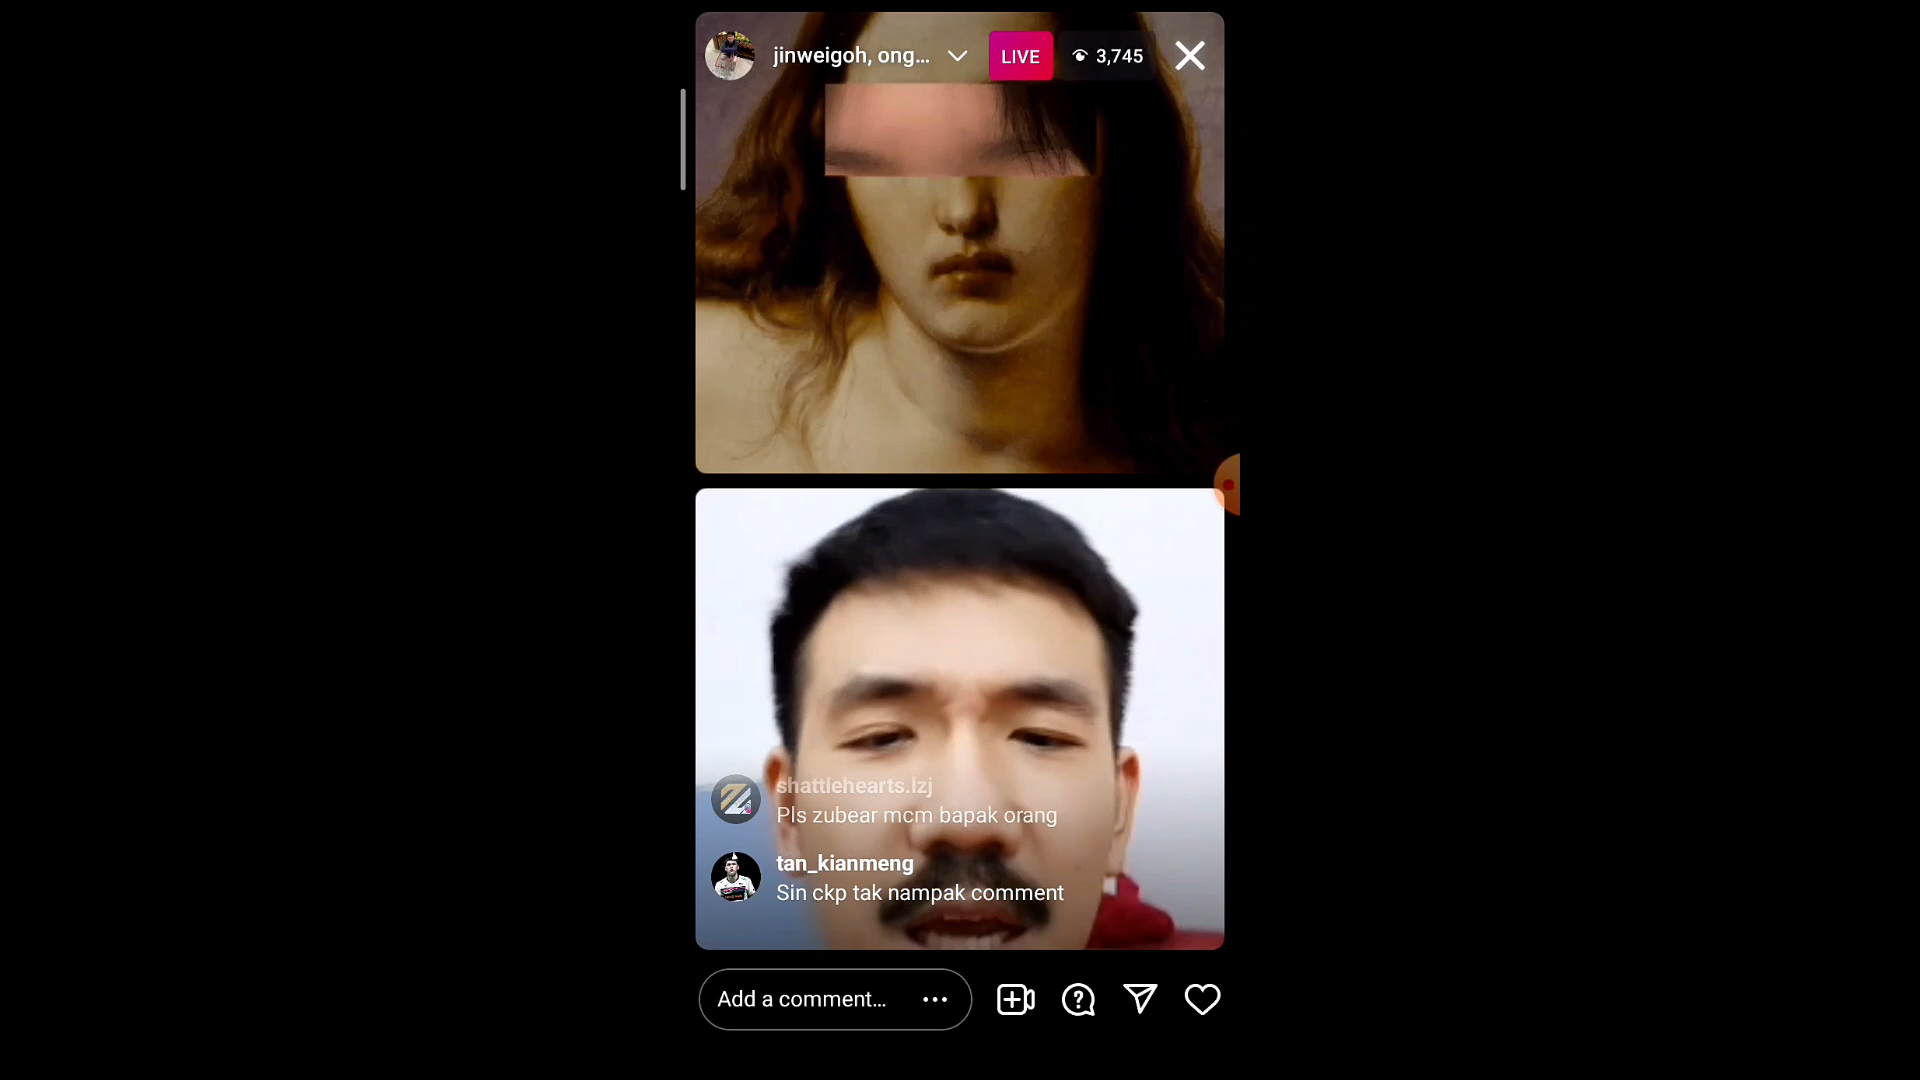 jinweigoh, ong...
LIVE
3,745
shattlehearts.lzj
Pls zubear mcm bapak orang
tan_kianmeng
Sin ckp tak nampak comment
Add a comment...